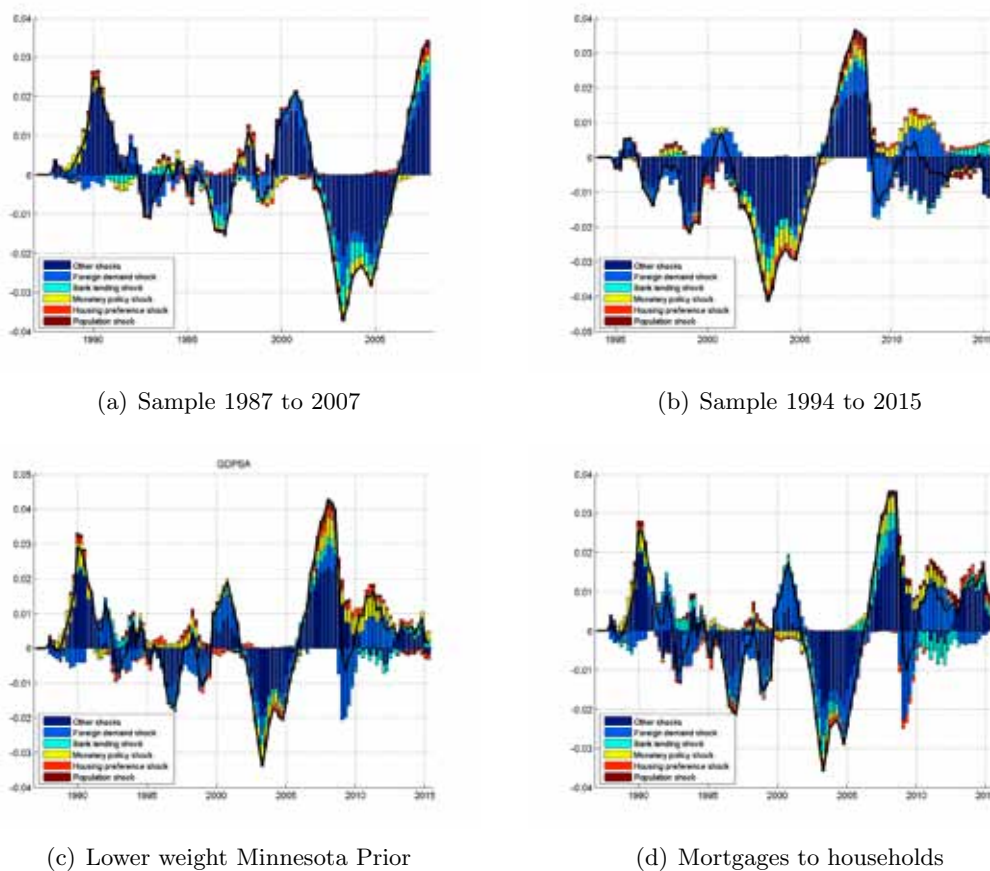 0.04
0.03
0.02
0.01
0
-0.01
-0.02
-0.03
-0.04
Other shocks
Foreign demand shock
Bank lending shock
Monetary policy shock
Housing preference shock
Population shock
1990
1995
2000
2005
(a) Sample 1987 to 2007
0.04
0.03
0.02
0.01
0
-0.01
-0.02
-0.03
-0.04
-0.05
Other shocks
Foreign demand shock
Bank lending shock
Monetary policy shock
Housing preference shock
Population shock
1995
2000
2005
2010
2015
(b) Sample 1994 to 2015
GDPSA
0.05
0.04
0.03
0.02
0.01
0
-0.01
-0.02
-0.03
-0.04
Other shocks
Foreign demand shock
Bank lending shock
Monetary policy shock
Housing preference shock
Population shock
1990
1995
2000
2005
2010
2015
(c) Lower weight Minnesota Prior
0.04
0.03
0.02
0.01
0
-0.01
-0.02
-0.03
-0.04
Other shocks
Foreign demand shock
Bank lending shock
Monetary policy shock
Housing preference shock
Population shock
1990
1995
2000
2005
2010
2015
(d) Mortgages to households